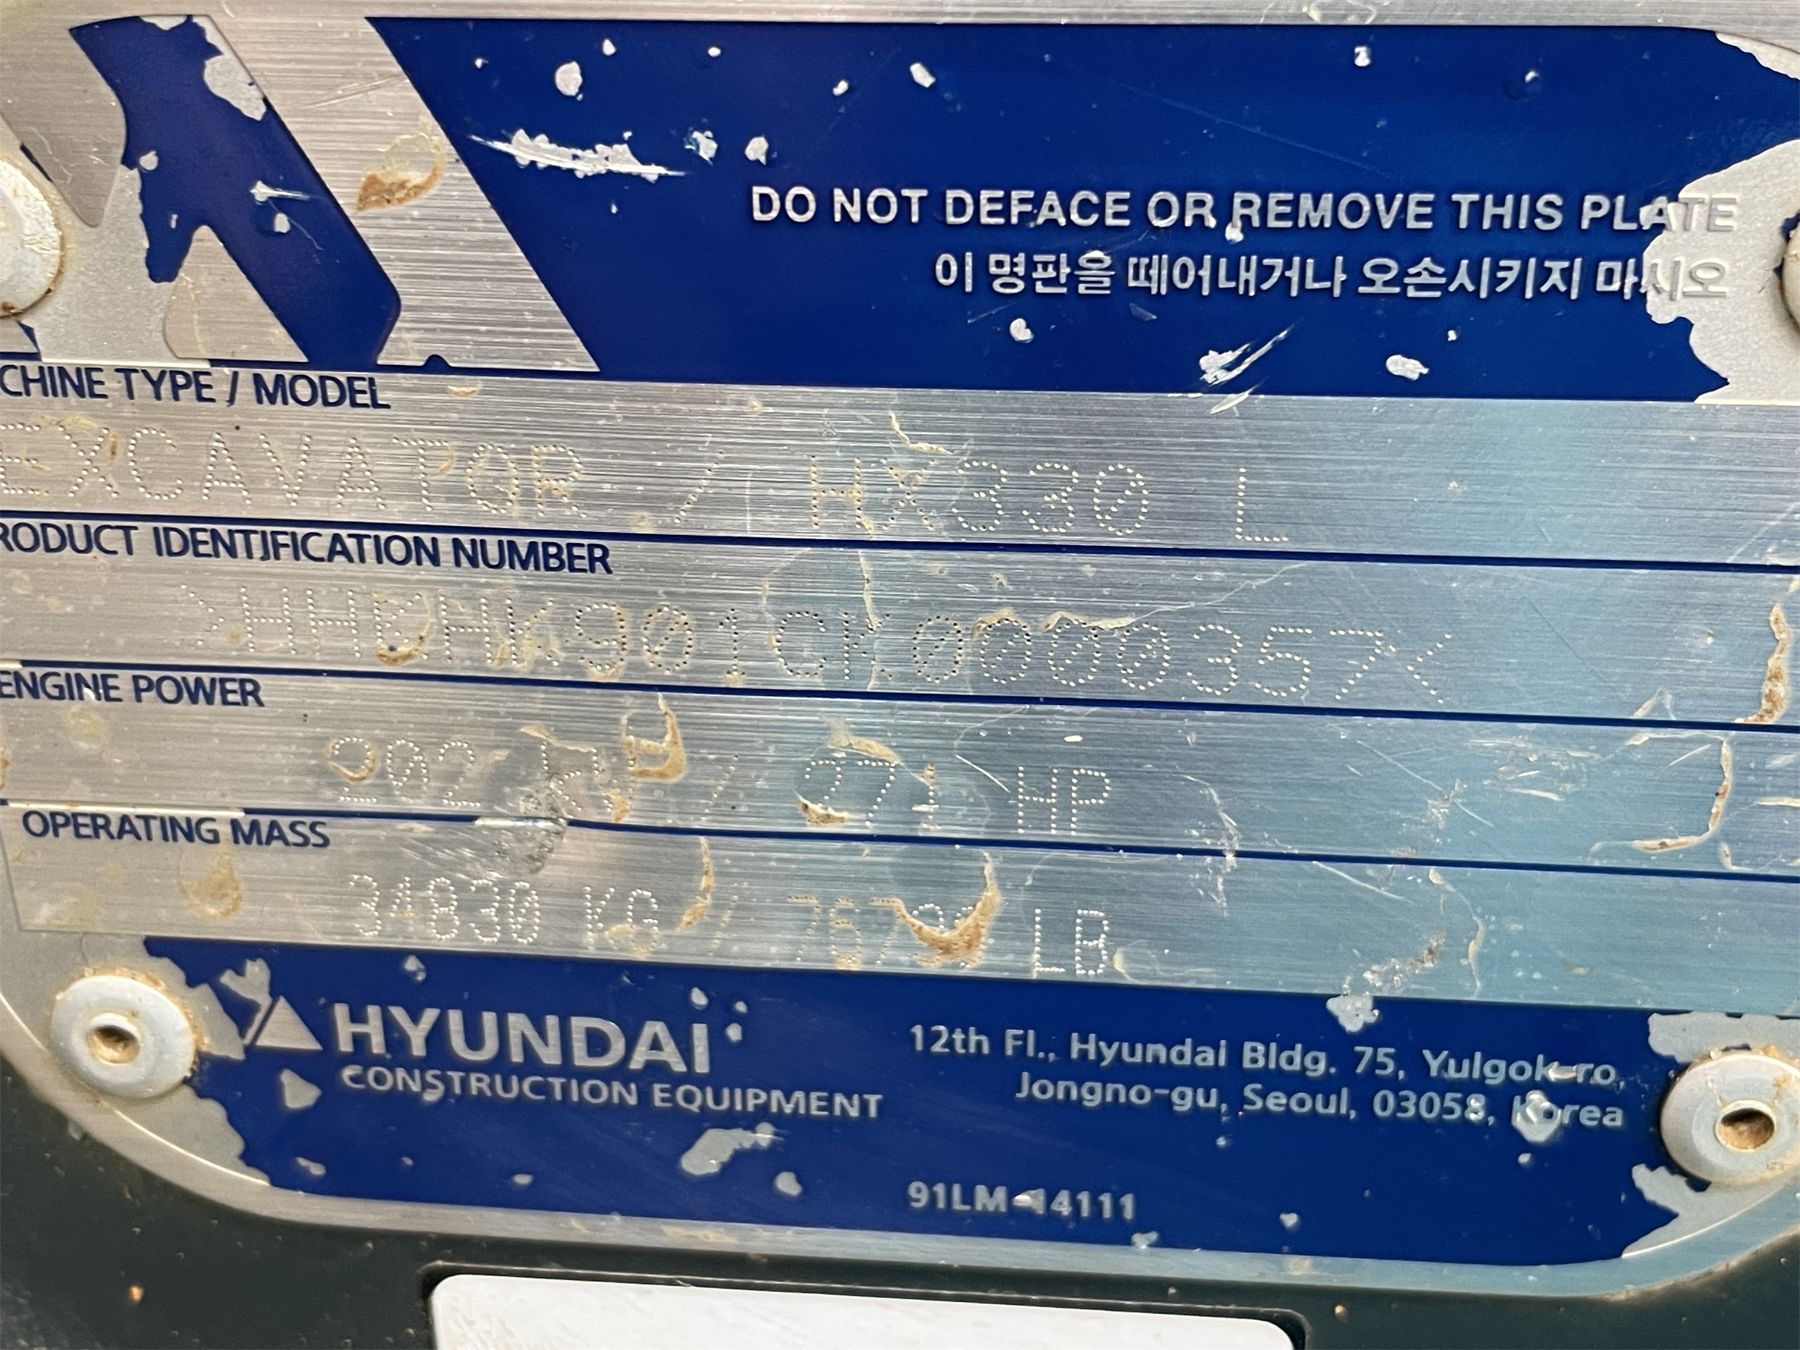 DO NOT DEFACE OR REMOVE THIS PLATE
이 명판을 떼어내거나 오손시키지 마시오
CHINE TYPE / MODEL
EXCAVATOR / HX330 L
RODUCT IDENTIFICATION NUMBER
>HHDHK901CK0000357<
ENGINE POWER
202 / 271 HP
OPERATING MASS
34830 KG / LB
HYUNDAI
CONSTRUCTION EQUIPMENT
12th Fl., Hyundai Bldg. 75, Yulgok-ro,
Jongno-gu, Seoul, 03058, Korea
91LM-14111